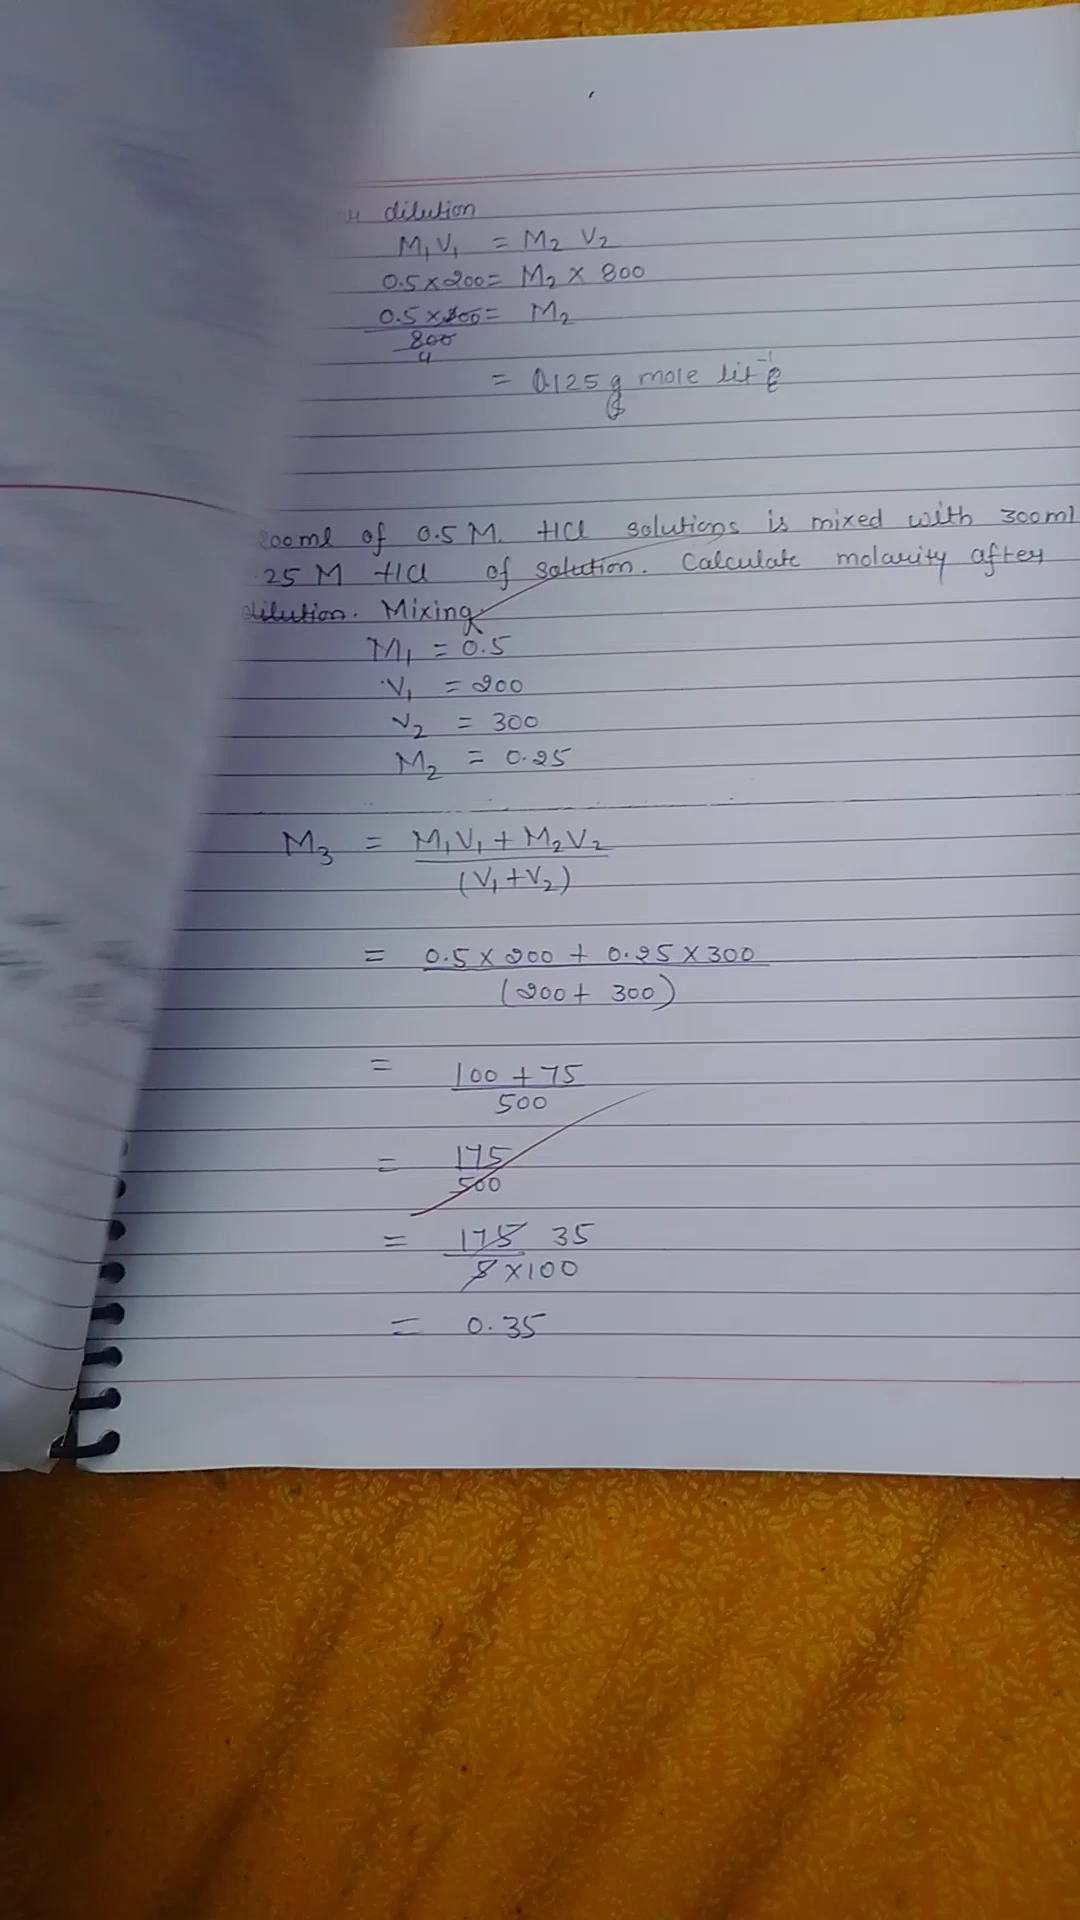 dilution
M₁V₁ = M₂ V₂
0.5 × 200 = M₂ × 800
0.5 × 200 = M₂
800
4
= 0.125 g mole lit⁻¹
200ml of 0.5 M. HCl solutions is mixed with 300ml
.25 M HCl of solution. Calculate molarity after
dilution. Mixing
M₁ = 0.5
V₁ = 200
V₂ = 300
M₂ = 0.25
M₃ = M₁V₁ + M₂V₂
(V₁+V₂)
= 0.5 × 200 + 0.25 × 300
(200+ 300)
= 100 + 75
500
= 175
500
= 175 35
5 ×100
= 0.35